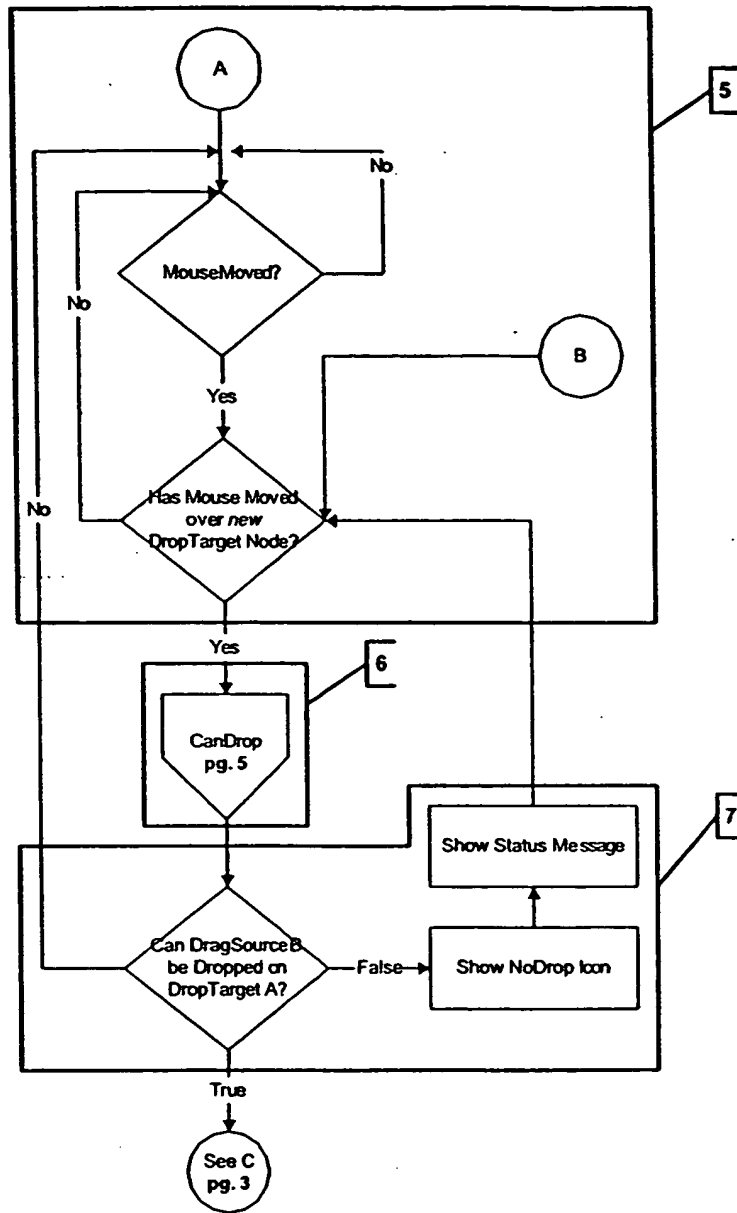 A
5
No
MouseMoved?
No
B
Yes
Has Mouse Moved
over new
DropTarget Node?
No
Yes
6
CanDrop
pg. 5
7
Show Status Message
Can DragSource B
be Dropped on
DropTarget A?
False
Show NoDrop Icon
True
See C
pg. 3